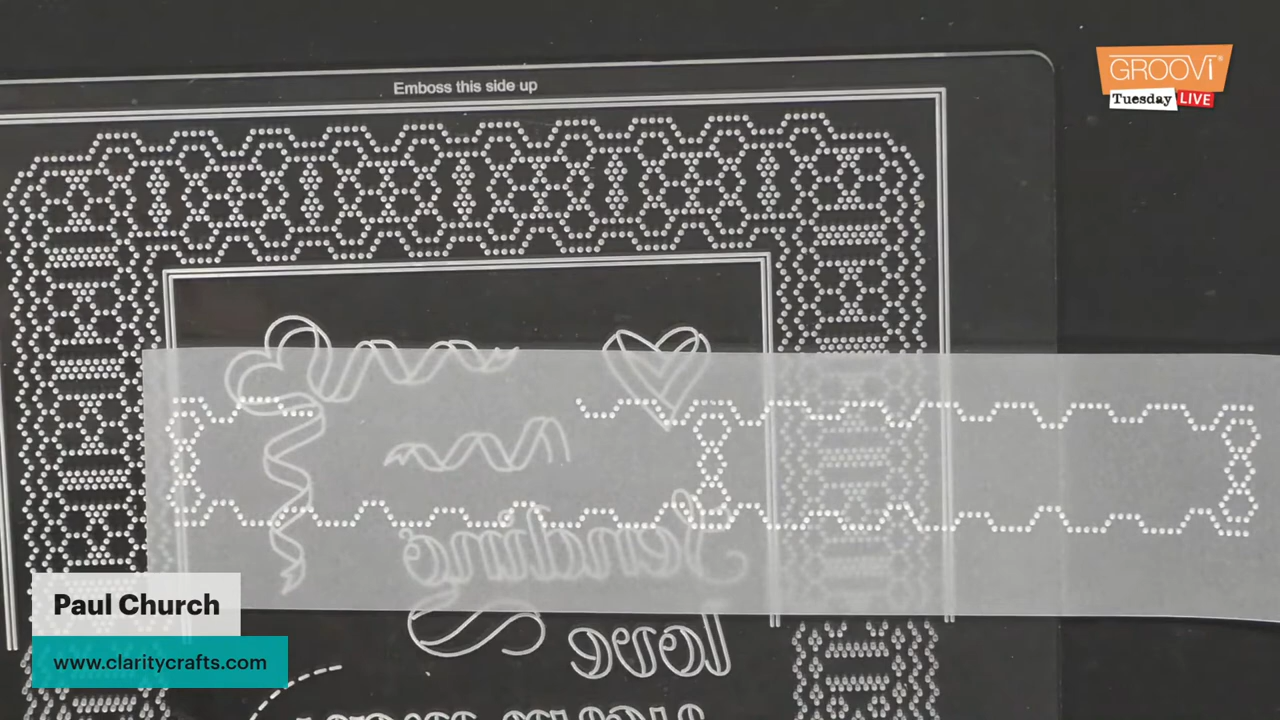 Emboss this side up
GROOVI®
Tuesday LIVE
Sending
love
Paul Church
www.claritycrafts.com